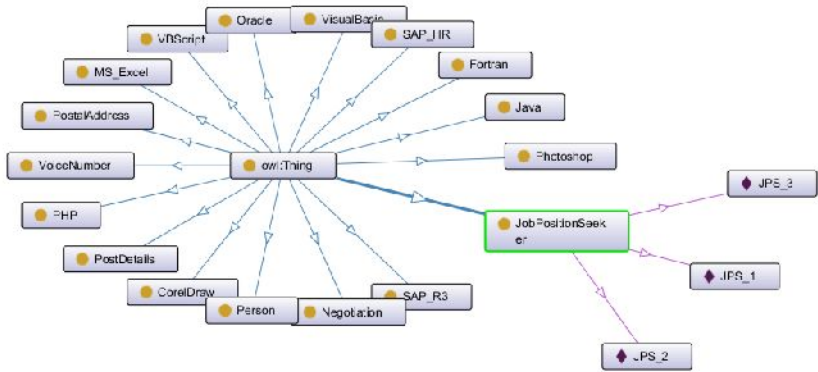 Oracle
VisualBasic
VBScript
SAP_HR
MS_Excel
Fortran
PostalAddress
Java
VoiceNumber
owl:Thing
Photoshop
JPS_3
PHP
JobPositionSeek
er
PostDetails
JPS_1
CorelDraw
SAP_R3
Person
Negotiation
JPS_2